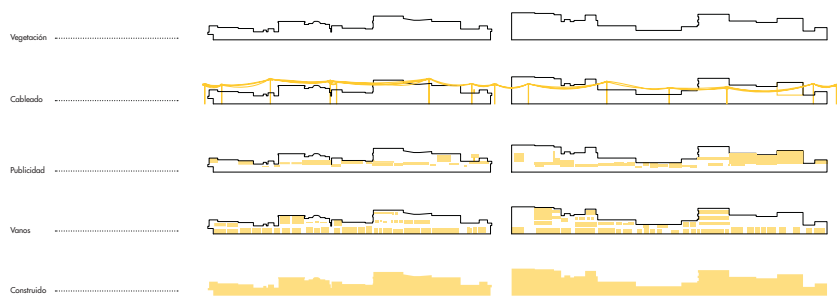 Vegetación
Cableado
Publicidad
Vanos
Construido